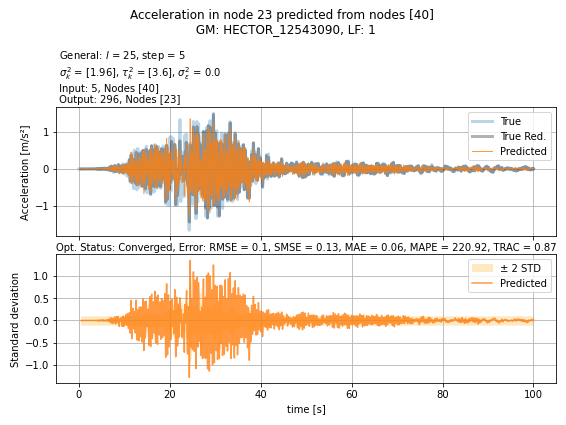 Acceleration in node 23 predicted from nodes [40]
GM: HECTOR_12543090, LF: 1
General: l = 25, step = 5
σ²ₖ = [1.96], τ²ₖ = [3.6], σ²ε = 0.0
Input: 5, Nodes [40]
Output: 296, Nodes [23]
Acceleration [m/s²]
1
0
−1
True
True Red.
Predicted
Opt. Status: Converged, Error: RMSE = 0.1, SMSE = 0.13, MAE = 0.06, MAPE = 220.92, TRAC = 0.87
Standard deviation
1.0
0.5
0.0
−0.5
−1.0
± 2 STD
Predicted
0 20 40 60 80 100
time [s]